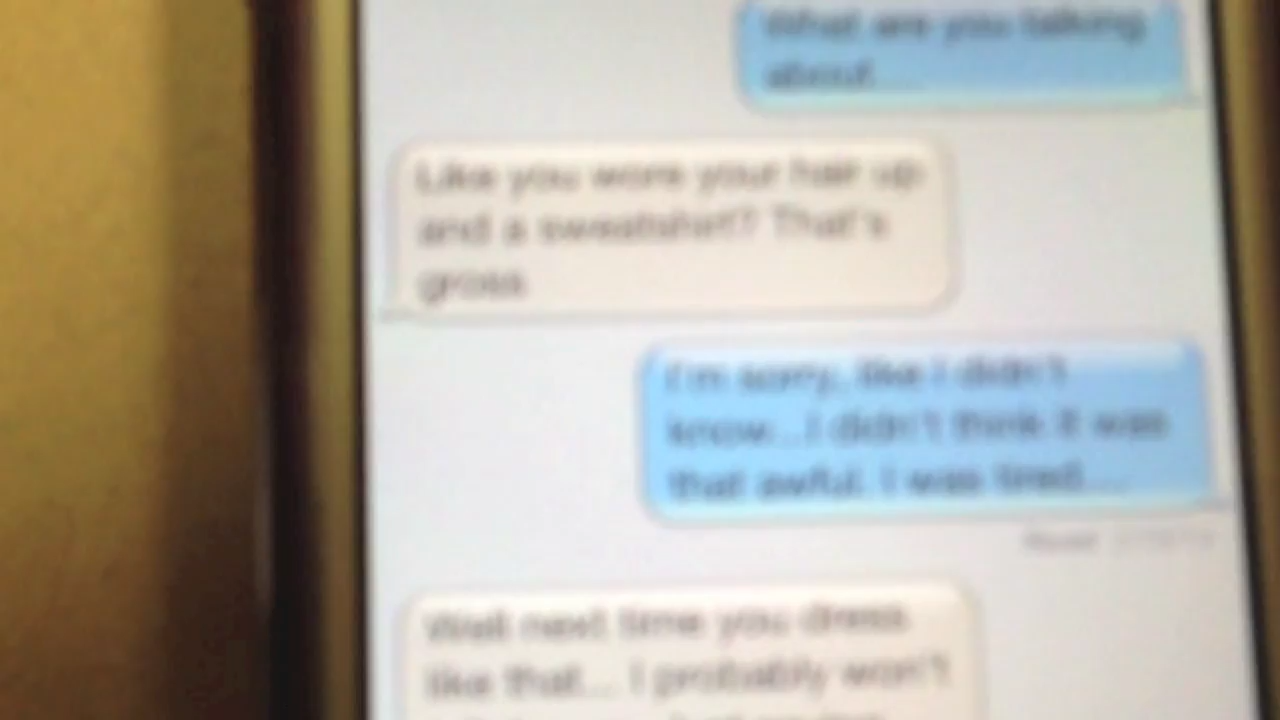 What are you talking
about....
Like you wore your hair up
and a sweatshirt? That's
gross
I'm sorry, like I didn't
know...I didn't think it was
that awful. I was tired....
Read
Well next time you dress
like that... I probably won't